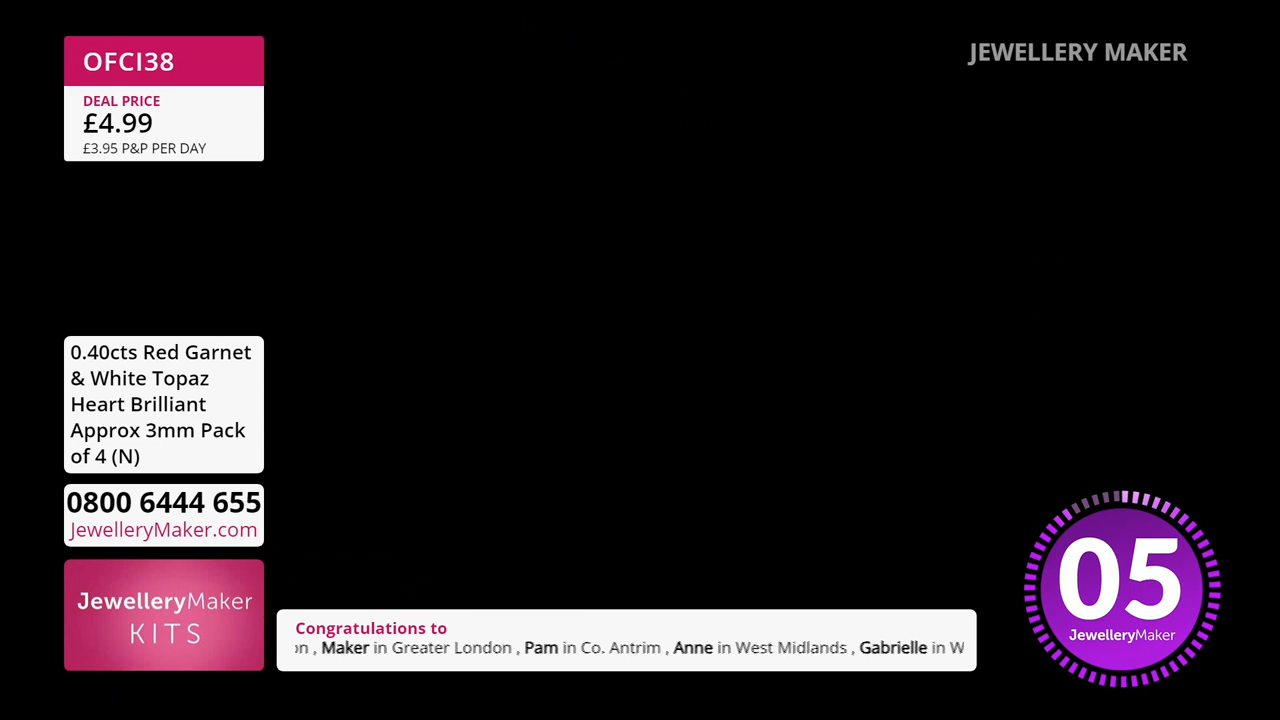 OFCI38
DEAL PRICE
£4.99
£3.95 P&P PER DAY
JEWELLERY MAKER
0.40cts Red Garnet
& White Topaz
Heart Brilliant
Approx 3mm Pack
of 4 (N)
0800 6444 655
JewelleryMaker.com
JewelleryMaker
KITS
Congratulations to
on , Maker in Greater London , Pam in Co. Antrim , Anne in West Midlands , Gabrielle in W
05
JewelleryMaker